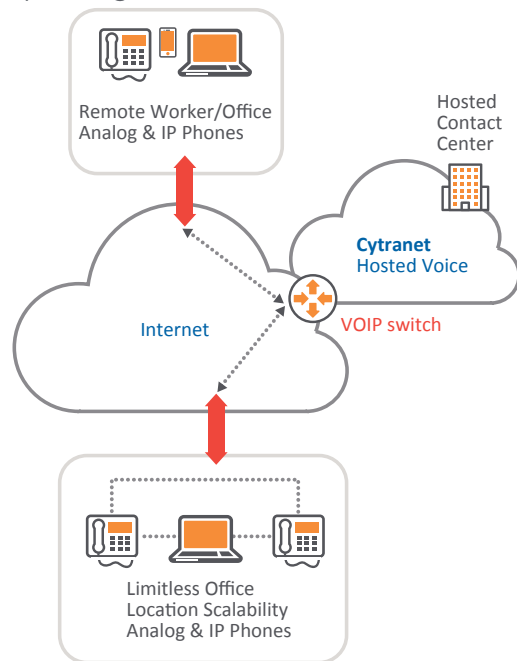 Remote Worker/Office
Analog & IP Phones
Hosted
Contact
Center
Cytranet
Hosted Voice
Internet
VOIP switch
Limitless Office
Location Scalability
Analog & IP Phones